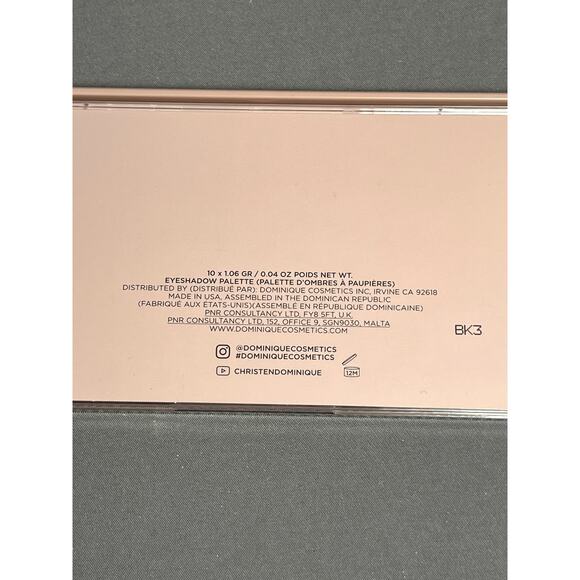 10 x 1.06 GR / 0.04 OZ POIDS NET WT.
EYESHADOW PALETTE (PALETTE D'OMBRES À PAUPIÈRES)
DISTRIBUTED BY (DISTRIBUÉ PAR): DOMINIQUE COSMETICS INC, IRVINE CA 92618
MADE IN USA, ASSEMBLED IN THE DOMINICAN REPUBLIC
(FABRIQUÉ AUX ÉTATS-UNIS)(ASSEMBLÉ EN RÉPUBLIQUE DOMINICAINE)
PNR CONSULTANCY LTD, FY8 5FT, U.K.
PNR CONSULTANCY LTD, 152, OFFICE 9, SGN9030, MALTA
WWW.DOMINIQUECOSMETICS.COM
BK3
@DOMINIQUECOSMETICS
#DOMINIQUECOSMETICS
CHRISTENDOMINIQUE
12M